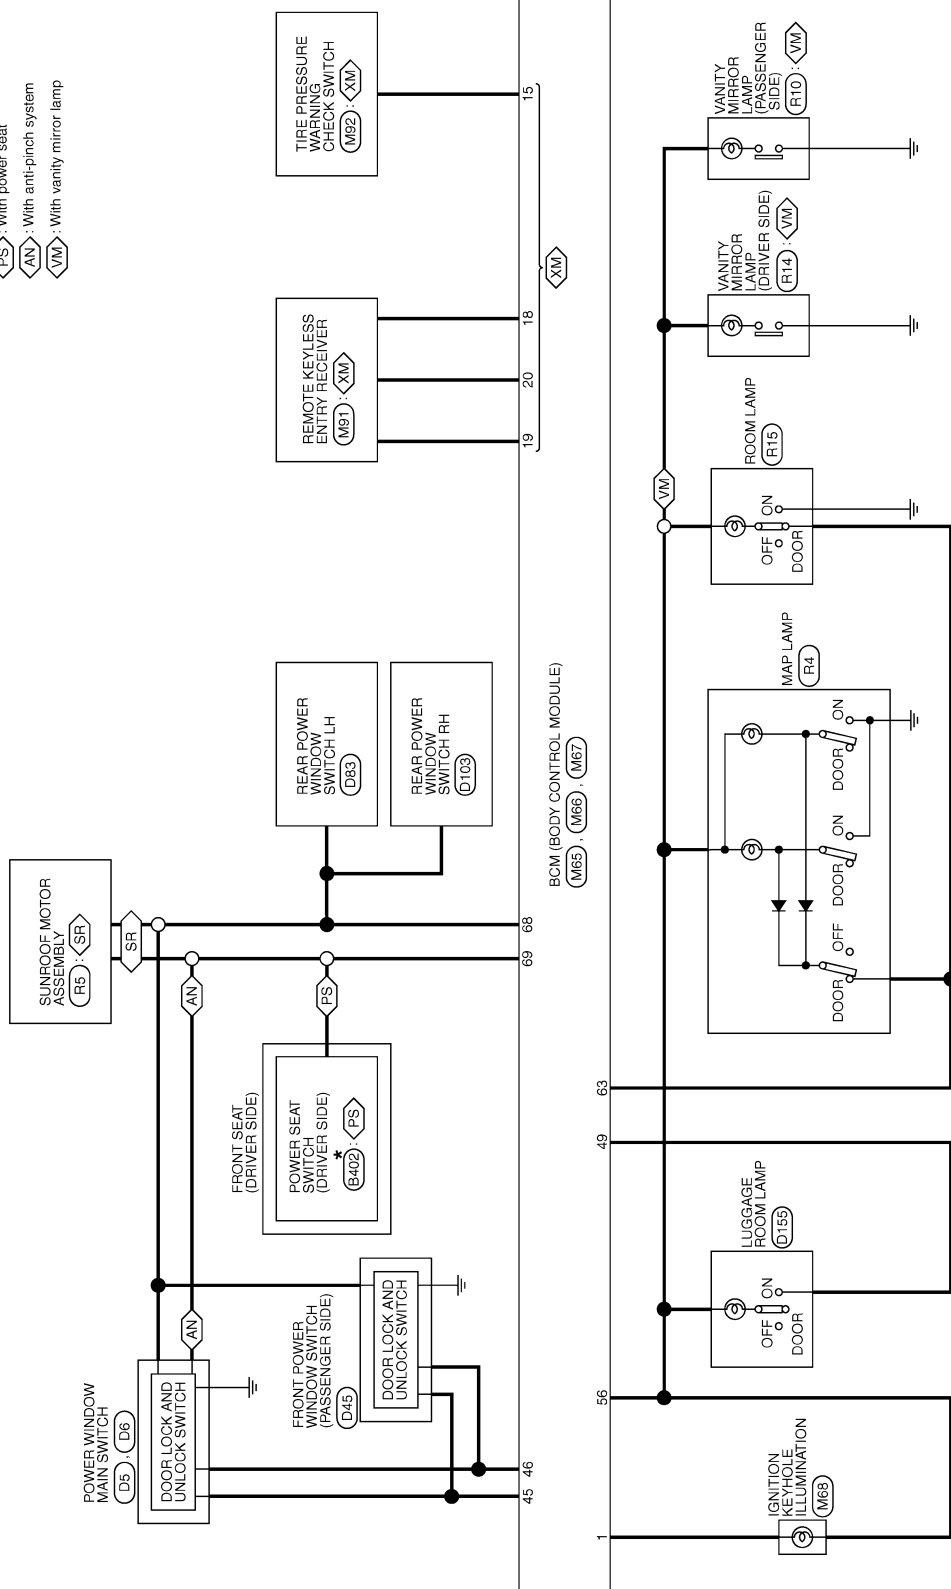 PS : With power seat
AN : With anti-pinch system
VM : With vanity mirror lamp
SUNROOF MOTOR
ASSEMBLY
R5 : SR
SR
TIRE PRESSURE
WARNING
CHECK SWITCH
M92 : XM
REMOTE KEYLESS
ENTRY RECEIVER
M91 : XM
REAR POWER
WINDOW
SWITCH LH
D83
REAR POWER
WINDOW
SWITCH RH
D103
AN
PS
FRONT SEAT
(DRIVER SIDE)
POWER SEAT
SWITCH
(DRIVER SIDE)
*
B402 : PS
POWER WINDOW
MAIN SWITCH
D5 , D6
DOOR LOCK AND
UNLOCK SWITCH
AN
FRONT POWER
WINDOW SWITCH
(PASSENGER SIDE)
D45
DOOR LOCK AND
UNLOCK SWITCH
45 46 69 68 19 20 18 15
XM
BCM (BODY CONTROL MODULE)
M65 , M66 , M67
1 56 49 63
VM
IGNITION
KEYHOLE
ILLUMINATION
M68
LUGGAGE
ROOM LAMP
D155
OFF ON
DOOR
MAP LAMP
R4
DOOR OFF
DOOR ON
DOOR ON
ROOM LAMP
R15
OFF ON
DOOR
VANITY
MIRROR
LAMP
(DRIVER SIDE)
R14 : VM
VANITY
MIRROR
LAMP
(PASSENGER
SIDE)
R10 : VM